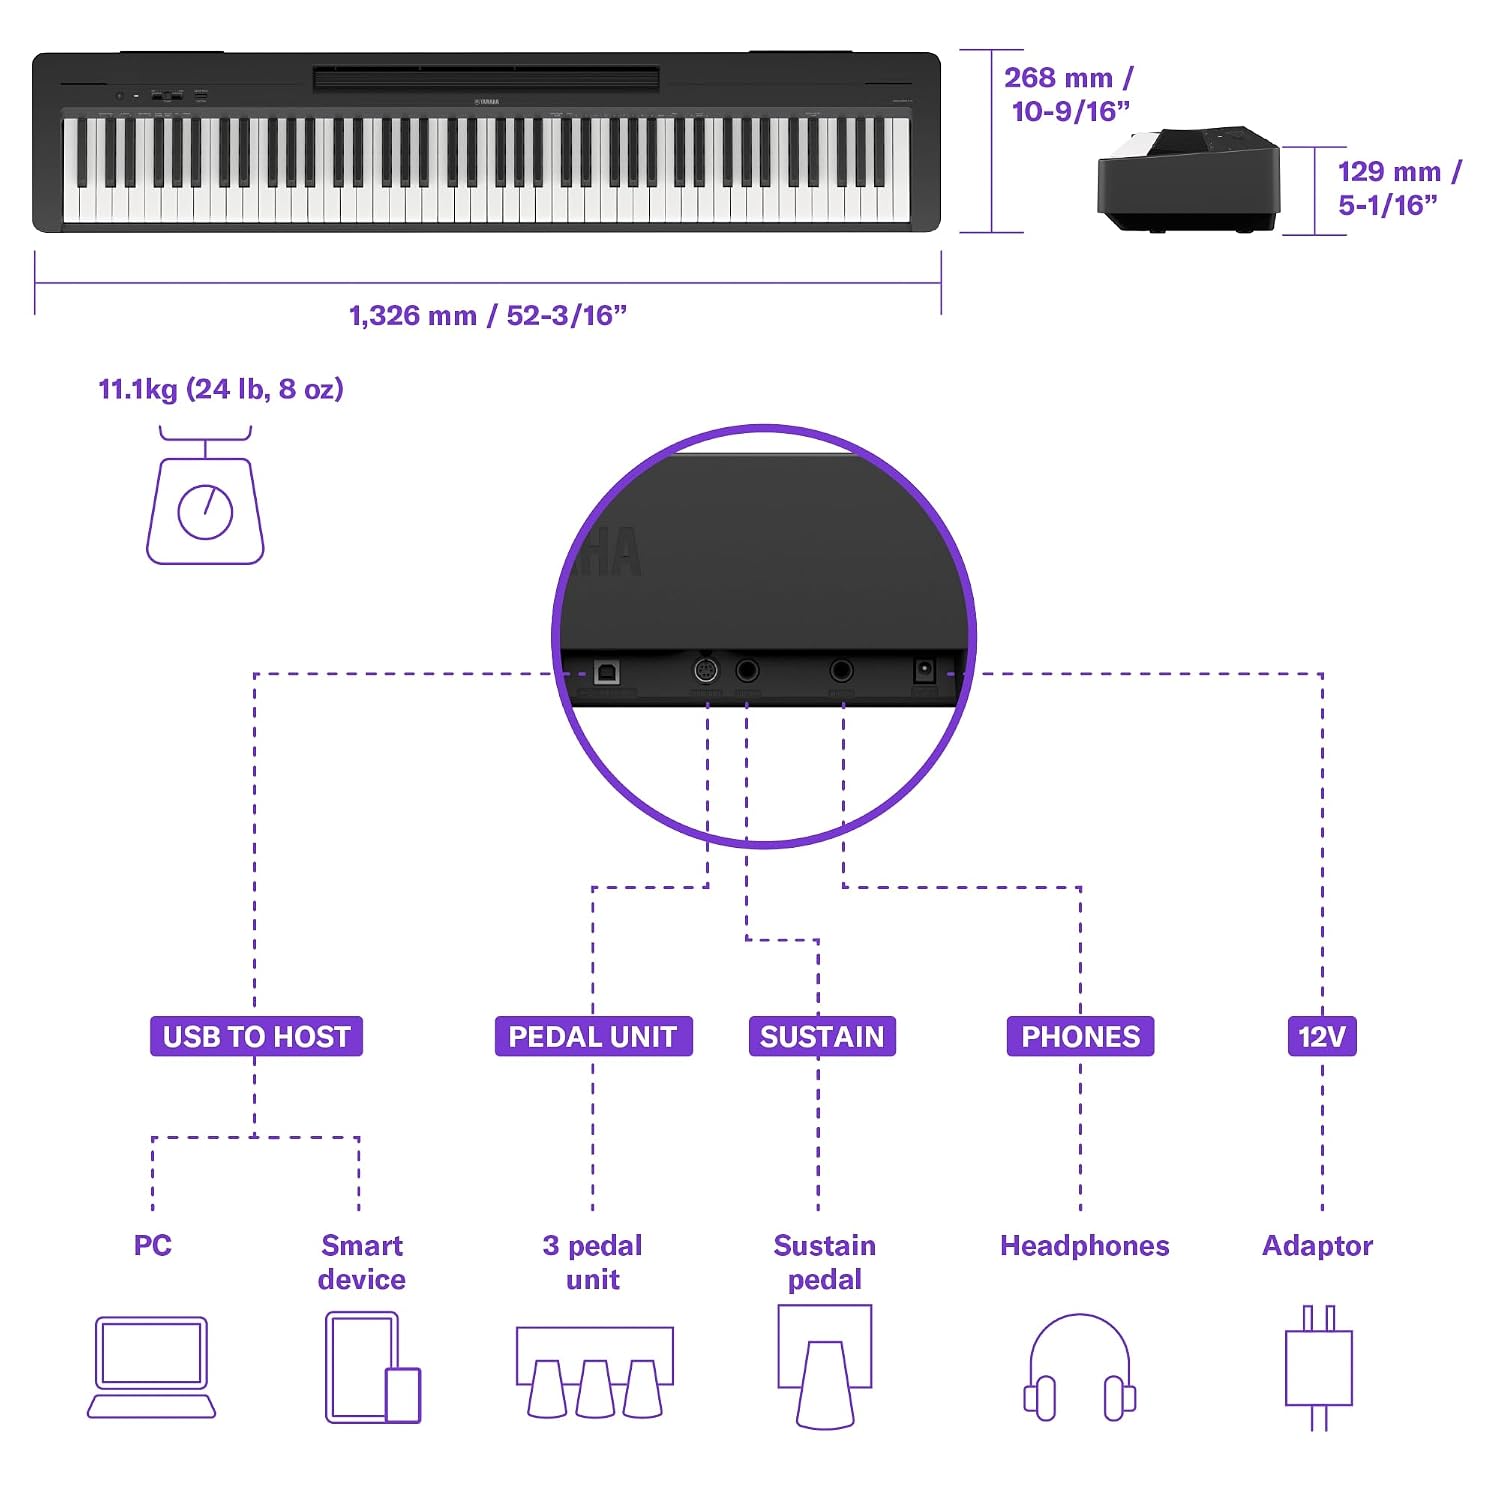 YAMAHA
268 mm /
10-9/16”
129 mm /
5-1/16”
1,326 mm / 52-3/16”
11.1kg (24 lb, 8 oz)
HA
USB TO HOST
PEDAL UNIT
SUSTAIN
PHONES
12V
PC
Smart
device
3 pedal
unit
Sustain
pedal
Headphones
Adaptor